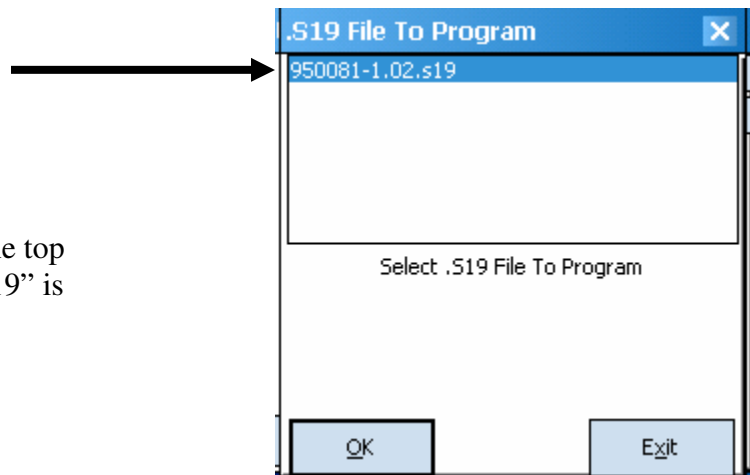 .S19 File To Program
950081-1.02.s19
e top
9” is
Select .S19 File To Program
OK
Exit